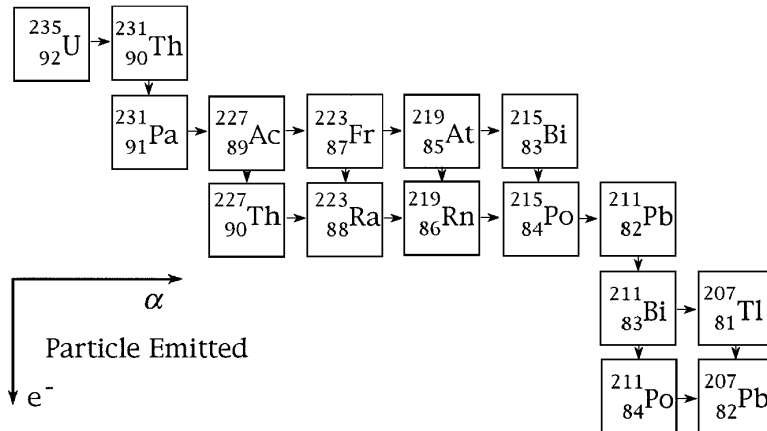 235 92 U 231 90 Th
231 91 Pa 227 89 Ac 223 87 Fr 219 85 At 215 83 Bi
227 90 Th 223 88 Ra 219 86 Rn 215 84 Po 211 82 Pb
α
211 83 Bi 207 81 Tl
Particle Emitted
e-
211 84 Po 207 82 Pb